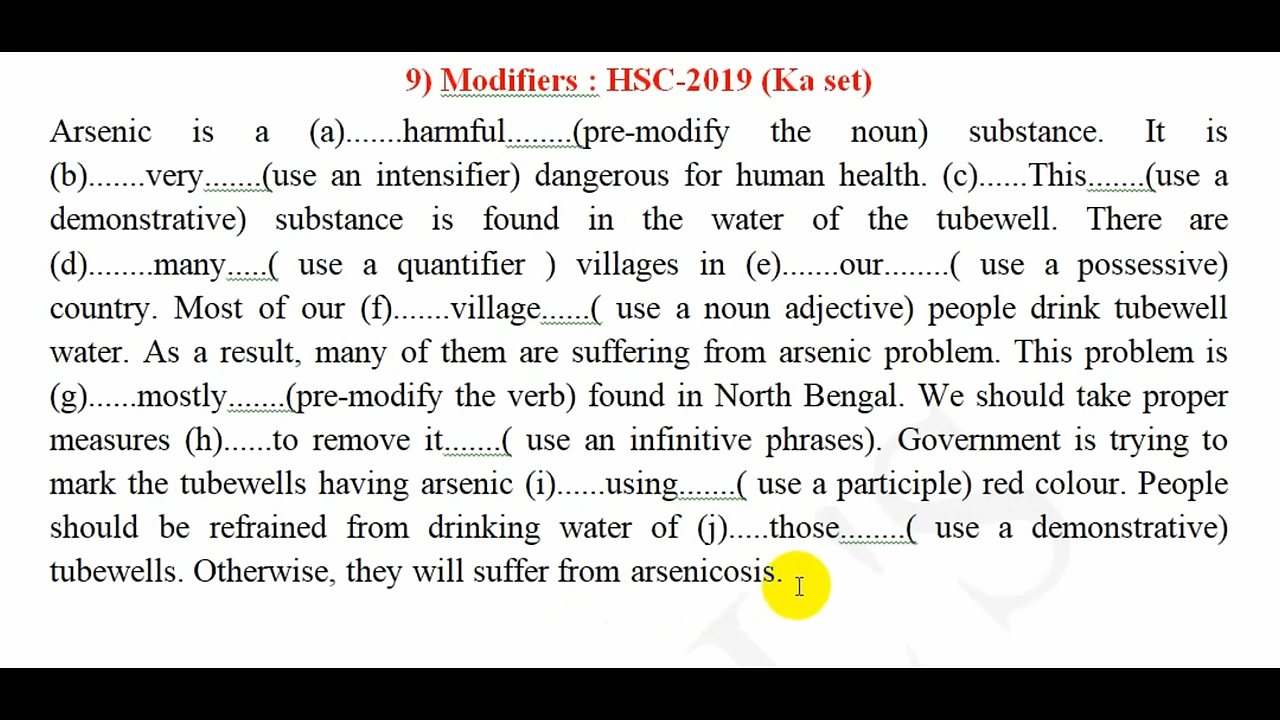 9) Modifiers : HSC-2019 (Ka set)
Arsenic is a (a).......harmful........(pre-modify the noun) substance. It is
(b).......very.......(use an intensifier) dangerous for human health. (c)......This.......(use a
demonstrative) substance is found in the water of the tubewell. There are
(d)........many.....( use a quantifier ) villages in (e).......our........( use a possessive)
country. Most of our (f).......village......( use a noun adjective) people drink tubewell
water. As a result, many of them are suffering from arsenic problem. This problem is
(g)......mostly.......(pre-modify the verb) found in North Bengal. We should take proper
measures (h)......to remove it.......( use an infinitive phrases). Government is trying to
mark the tubewells having arsenic (i)......using.......( use a participle) red colour. People
should be refrained from drinking water of (j).....those........( use a demonstrative)
tubewells. Otherwise, they will suffer from arsenicosis.